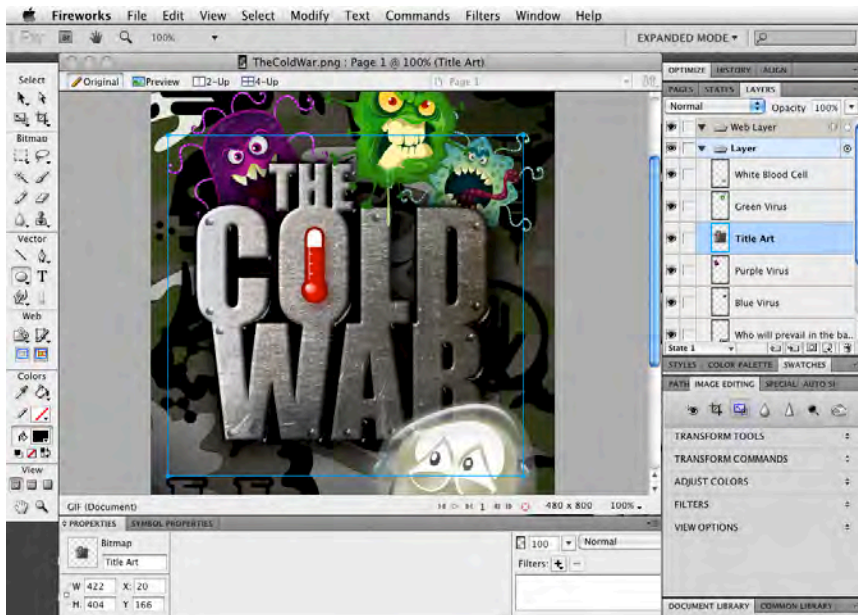 Fireworks File Edit View Select Modify Text Commands Filters Window Help
100% EXPANDED MODE
TheColdWar.png : Page 1 @ 100% (Title Art)
Original Preview 2-Up 4-Up Page 1
Select
Bitmap
Vector
T
Web
Colors
View
THE
COLD
WAR
GIF (Document) 1 480 x 800 100%
PROPERTIES SYMBOL PROPERTIES
Bitmap
Title Art
W 422 X: 20
H: 404 Y 166
100 Normal
Filters:
OPTIMIZE HISTORY ALIGN
PAGES STATES LAYERS
Normal Opacity 100%
Web Layer
Layer
White Blood Cell
Green Virus
Title Art
Purple Virus
Blue Virus
Who will prevail in the ba..
State 1
STYLES COLOR PALETTE SWATCHES
PATH IMAGE EDITING SPECIAL AUTO
TRANSFORM TOOLS
TRANSFORM COMMANDS
ADJUST COLORS
FILTERS
VIEW OPTIONS
DOCUMENT LIBRARY COMMON LIBRARY